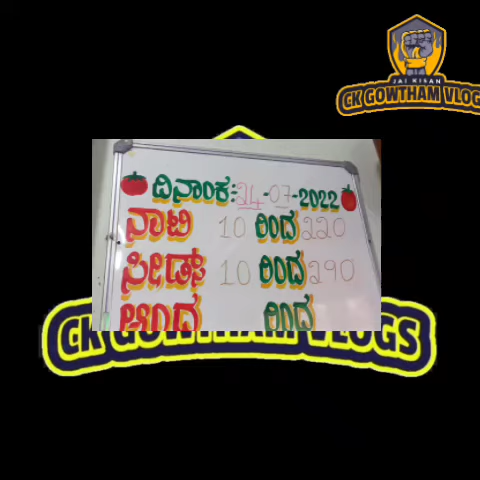 JAI KISAN
CK GOWTHAM VLOG
ದಿನಾಂಕ:24-07-2022
ನಾಟಿ 10 ರಿಂದ 220
ಸೀಡ್ಸ್ 10 ರಿಂದ 290
ರಿಂದ
CK GOWTHAM VLOGS